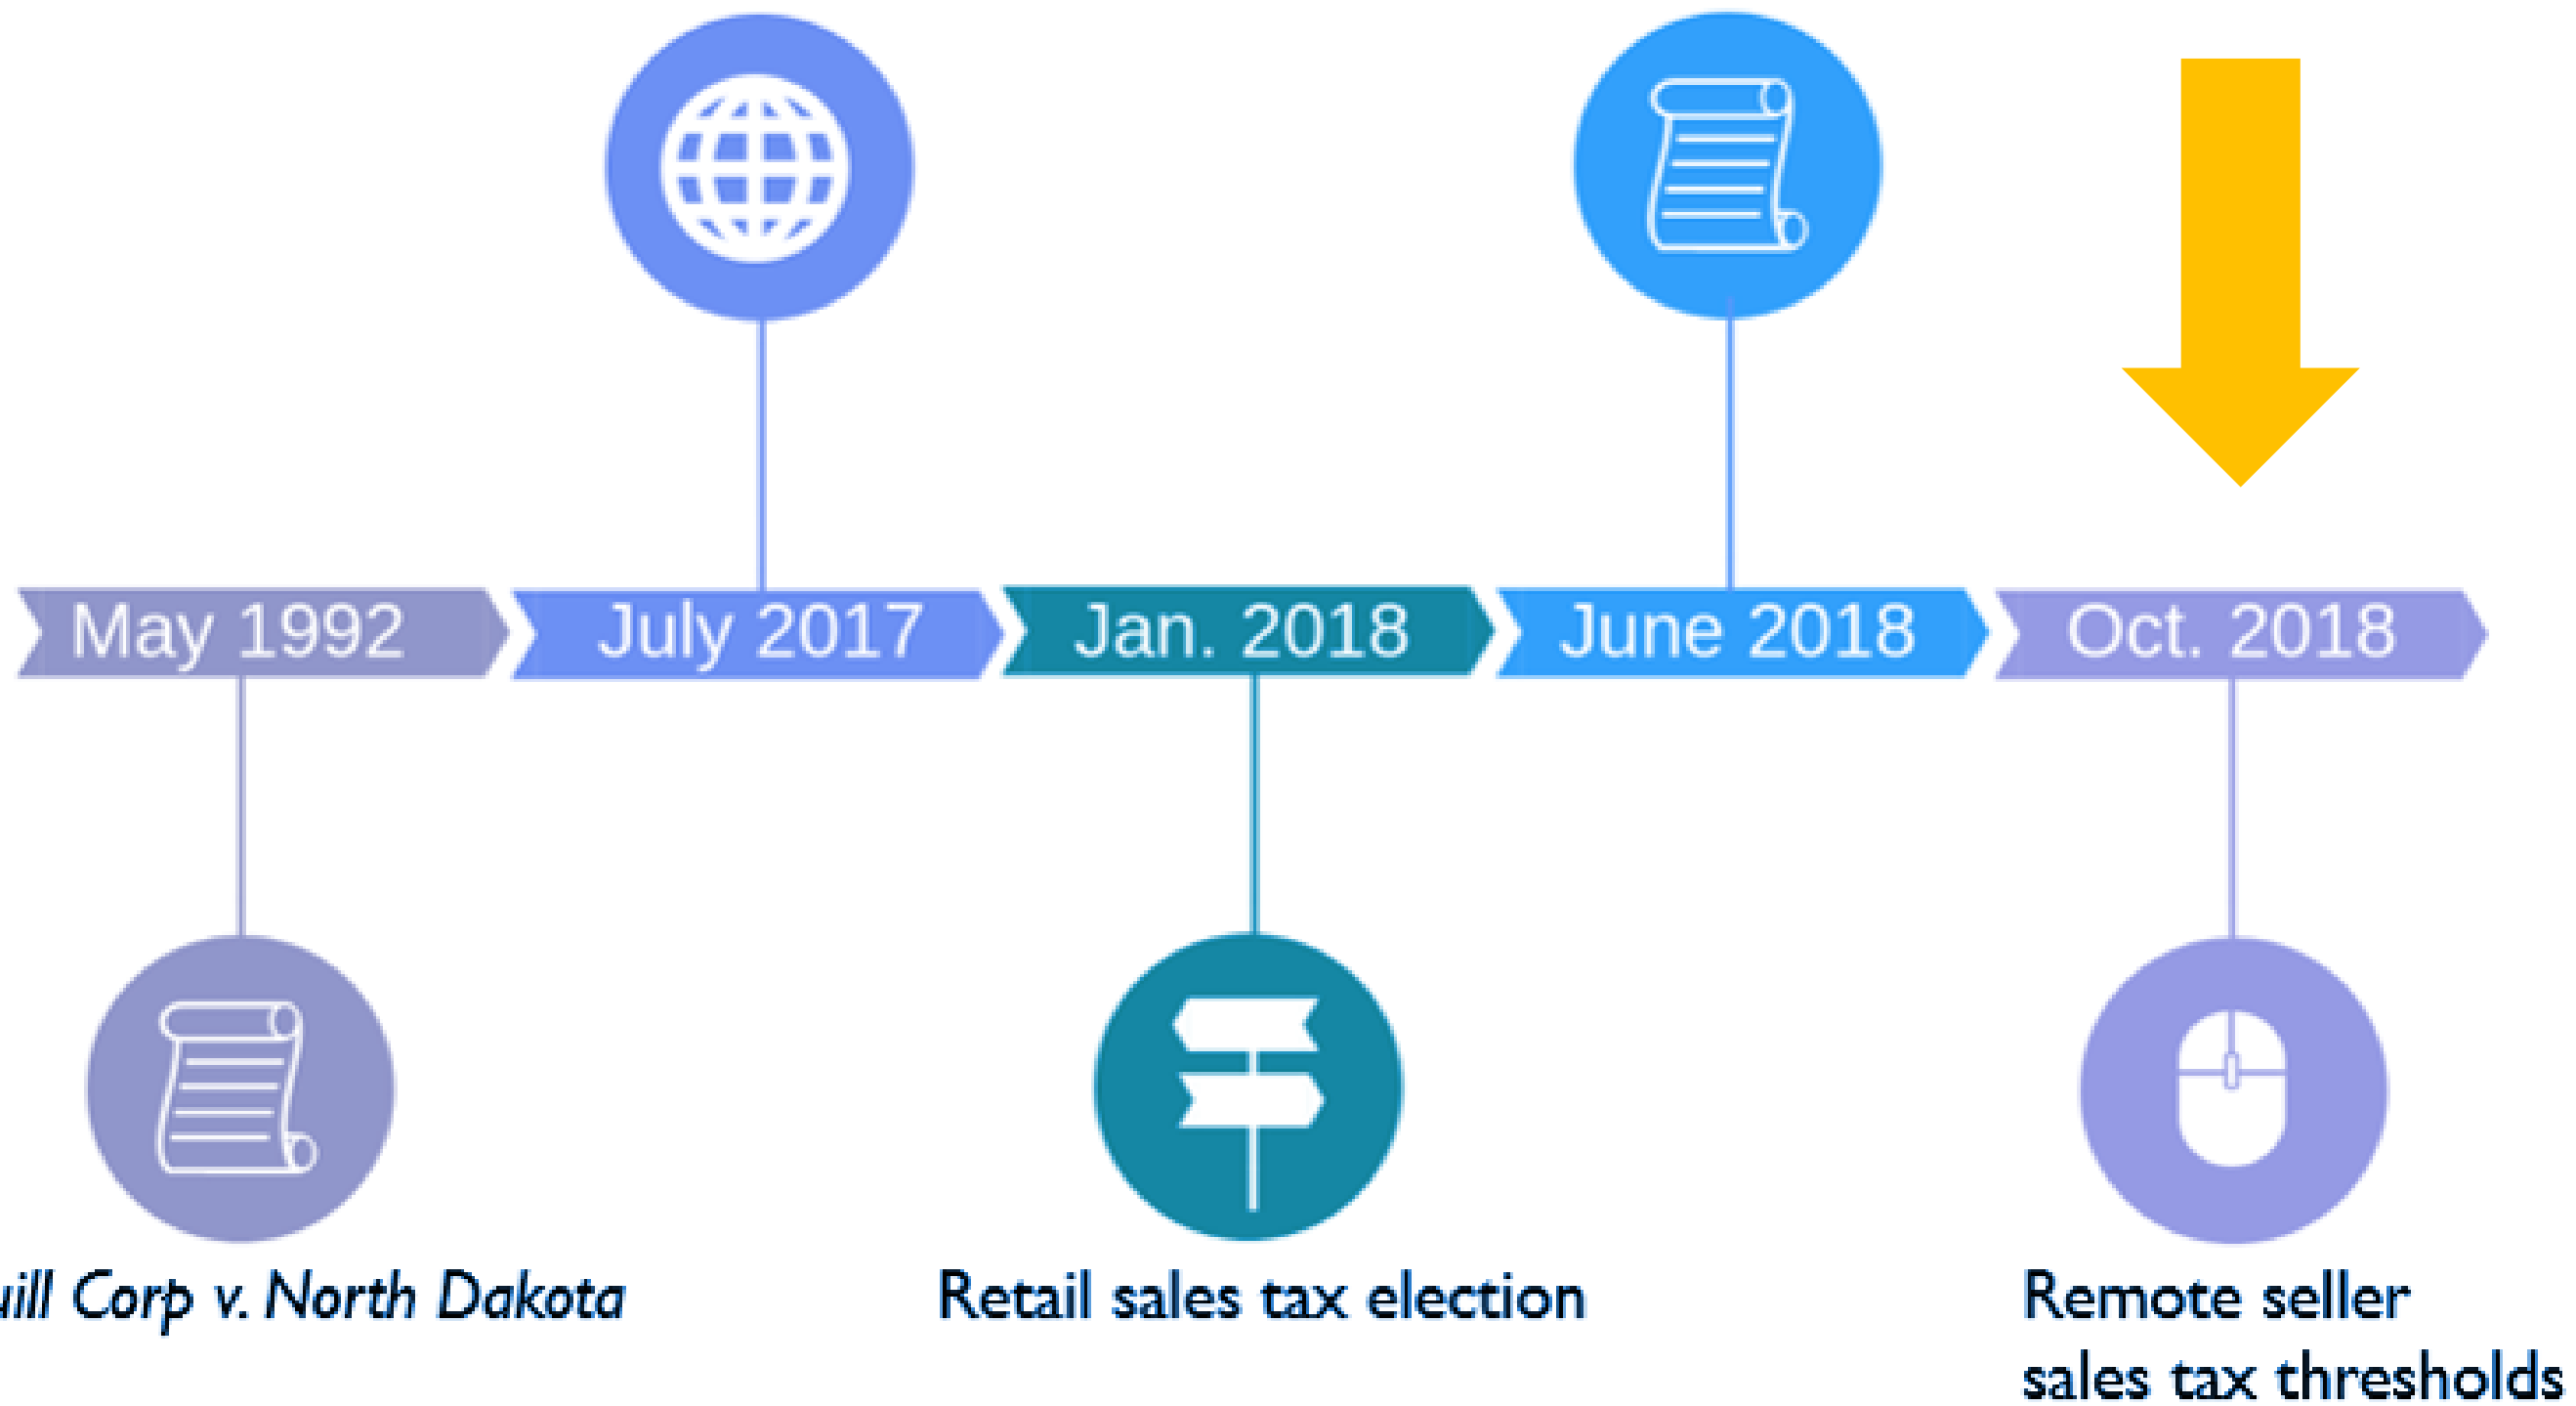 May 1992
July 2017
Jan. 2018
June 2018
Oct. 2018
uill Corp v. North Dakota
Retail sales tax election
Remote seller
sales tax thresholds